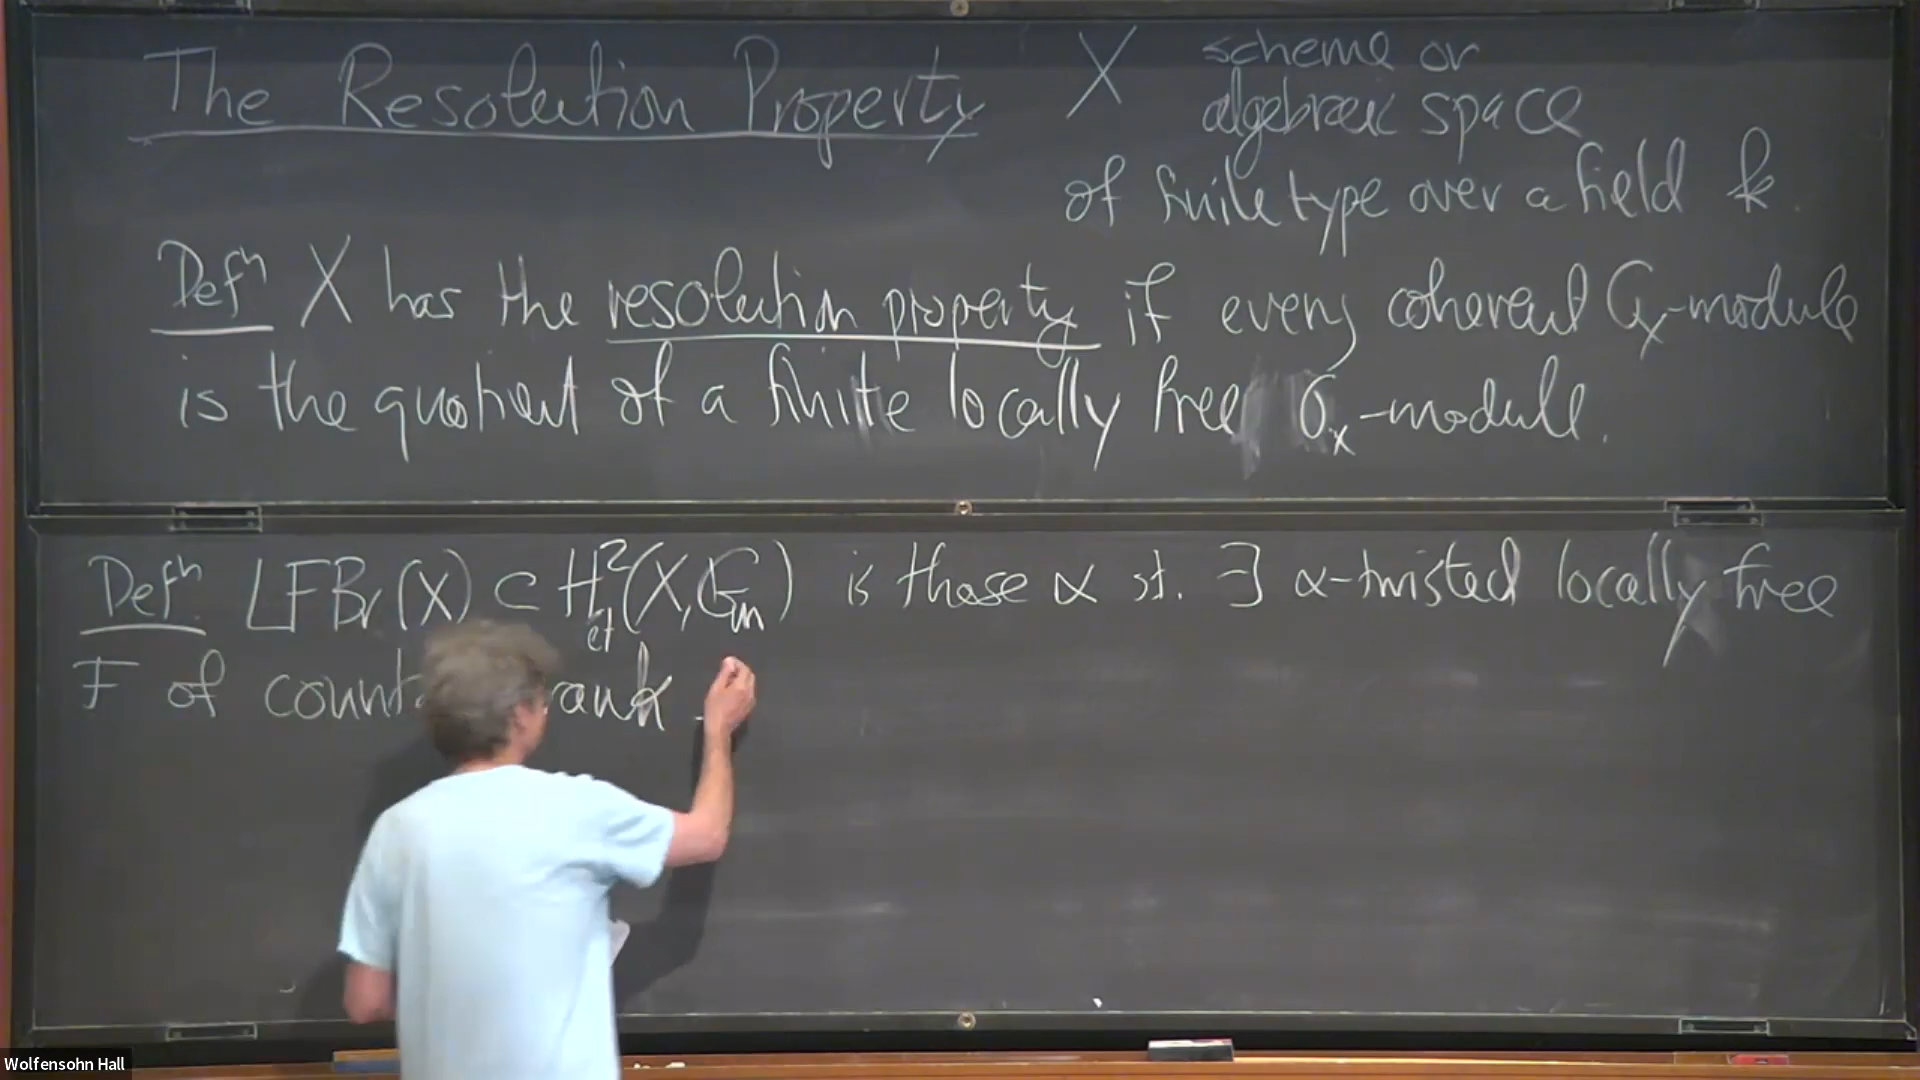 The Resolution Property
X scheme or
algebraic space
of finite type over a field k.
Defⁿ X has the resolution property if every coherent O_X-module
is the quotient of a finite locally free O_X-module.
Defⁿ LFBr(X) ⊂ H²_et(X, G_m) is those α st. ∃ α-twisted locally free
F of rank
Wolfensohn Hall